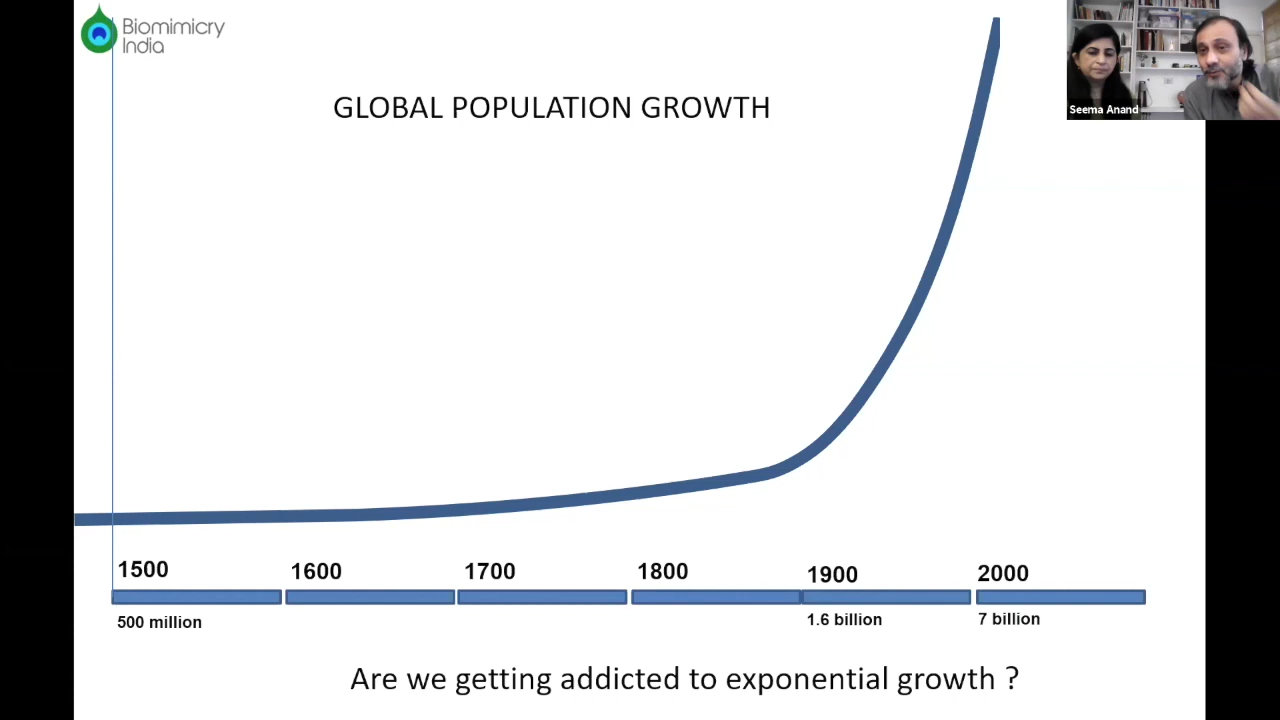 Biomimicry
India
Seema Anand
GLOBAL POPULATION GROWTH
1500 1600 1700 1800 1900 2000
500 million 1.6 billion 7 billion
Are we getting addicted to exponential growth ?